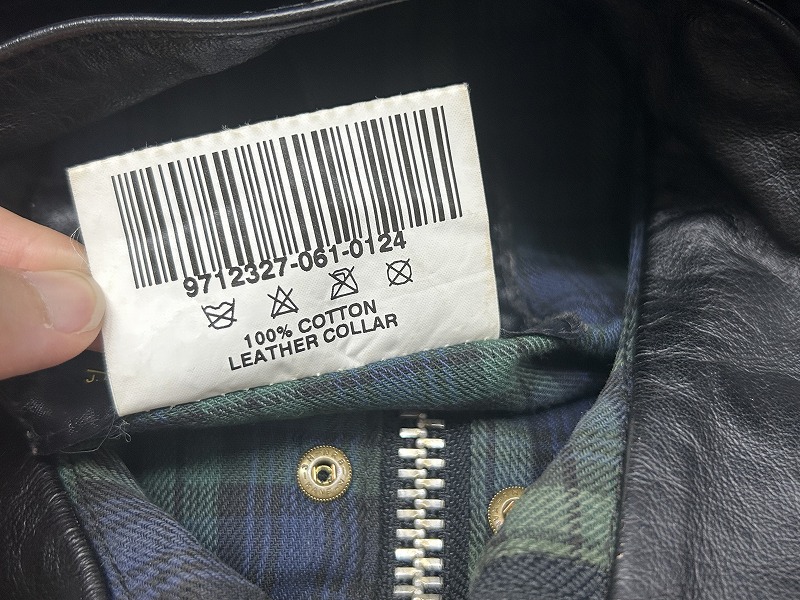 9712327-061-0124
100% COTTON
LEATHER COLLAR